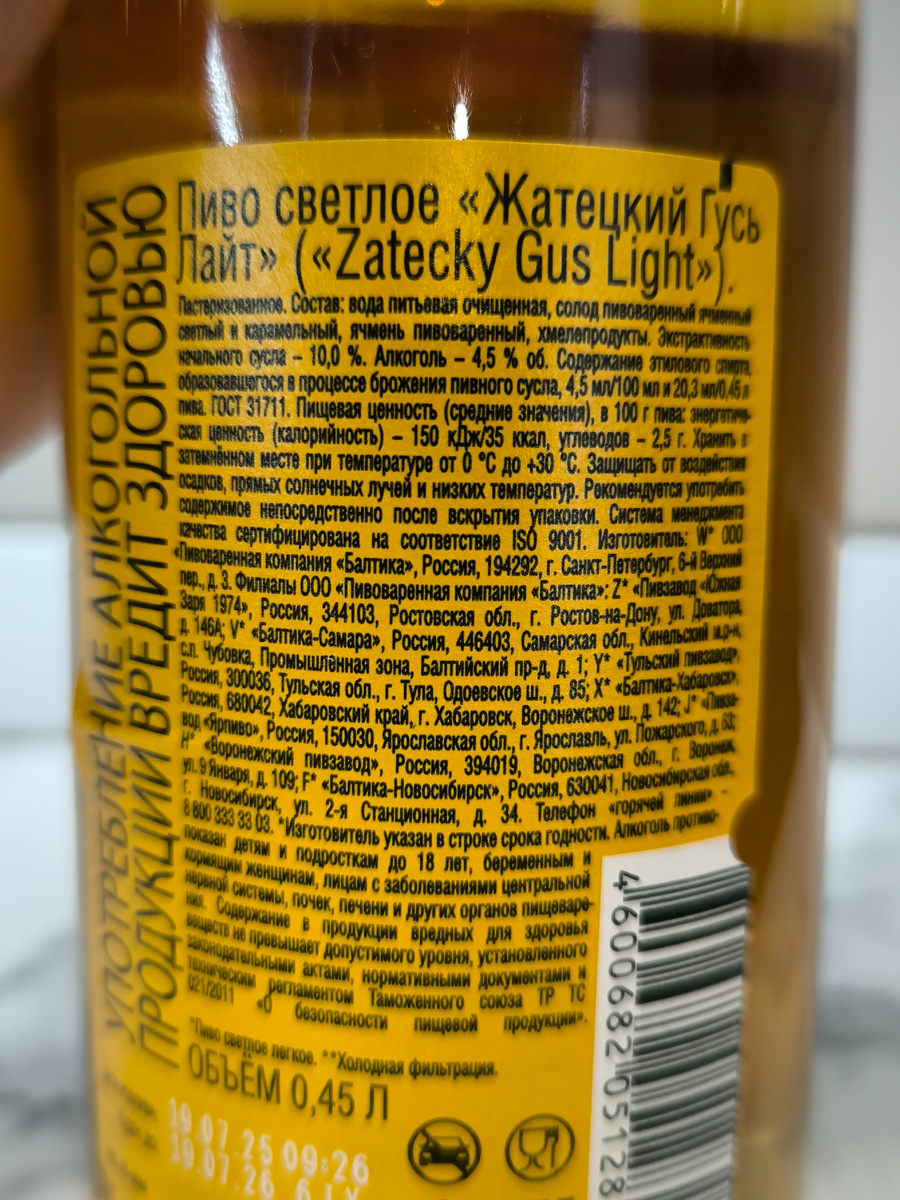 УПОТРЕБЛЕНИЕ АЛКОГОЛЬНОЙ
ПРОДУКЦИИ ВРЕДИТ ЗДОРОВЬЮ
Пиво светлое «Жатецкий Гусь
Лайт» («Zatecky Gus Light»).
Пастеризованное. Состав: вода питьевая очищенная, солод пивоваренный ячменный
светлый и карамельный, ячмень пивоваренный, хмелепродукты. Экстрактивность
начального сусла – 10,0 %. Алкоголь – 4,5 % об. Содержание этилового спирта,
образовавшегося в процессе брожения пивного сусла, 4,5 мл/100 мл и 20,3 мл/0,45 л
пива. ГОСТ 31711. Пищевая ценность (средние значения), в 100 г пива: энергетиче-
ская ценность (калорийность) – 150 кДж/35 ккал, углеводов – 2,5 г. Хранить в
затемнённом месте при температуре от 0 °С до +30 °С. Защищать от воздействия
осадков, прямых солнечных лучей и низких температур. Рекомендуется употребить
содержимое непосредственно после вскрытия упаковки. Система менеджмента
качества сертифицирована на соответствие ISO 9001. Изготовитель: W* ООО
«Пивоваренная компания «Балтика», Россия, 194292, г. Санкт-Петербург, 6-й Верхний
пер., д. 3. Филиалы ООО «Пивоваренная компания «Балтика»: Z* «Пивзавод «Южная
Заря 1974», Россия, 344103, Ростовская обл., г. Ростов-на-Дону, ул. Доватора,
д. 146А; V* «Балтика-Самара», Россия, 446403, Самарская обл., Кинельский м.р-н,
с.п. Чубовка, Промышленная зона, Балтийский пр-д, д. 1; Y* «Тульский пивзавод»,
Россия, 300036, Тульская обл., г. Тула, Одоевское ш., д. 85; X* «Балтика-Хабаровск»,
Россия, 680042, Хабаровский край, г. Хабаровск, Воронежское ш., д. 142; J* «Пивза-
вод «Ярпиво», Россия, 150030, Ярославская обл., г. Ярославль, ул. Пожарского, д. 63;
H* «Воронежский пивзавод», Россия, 394019, Воронежская обл., г. Воронеж,
ул. 9 Января, д. 109; F* «Балтика-Новосибирск», Россия, 630041, Новосибирская обл.,
г. Новосибирск, ул. 2-я Станционная, д. 34. Телефон «горячей линии» -
8 800 333 33 03. *Изготовитель указан в строке срока годности. Алкоголь противо-
показан детям и подросткам до 18 лет, беременным и
кормящим женщинам, лицам с заболеваниями центральной
нервной системы, почек, печени и других органов пищеваре-
ния. Содержание в продукции вредных для здоровья
веществ не превышает допустимого уровня, установленного
законодательными актами, нормативными документами и
техническим регламентом Таможенного союза ТР ТС
021/2011 «О безопасности пищевой продукции».
*Пиво светлое легкое. **Холодная фильтрация.
ОБЪЁМ 0,45 Л
19.07.25 09:26
19.07.26
4 600682 05128